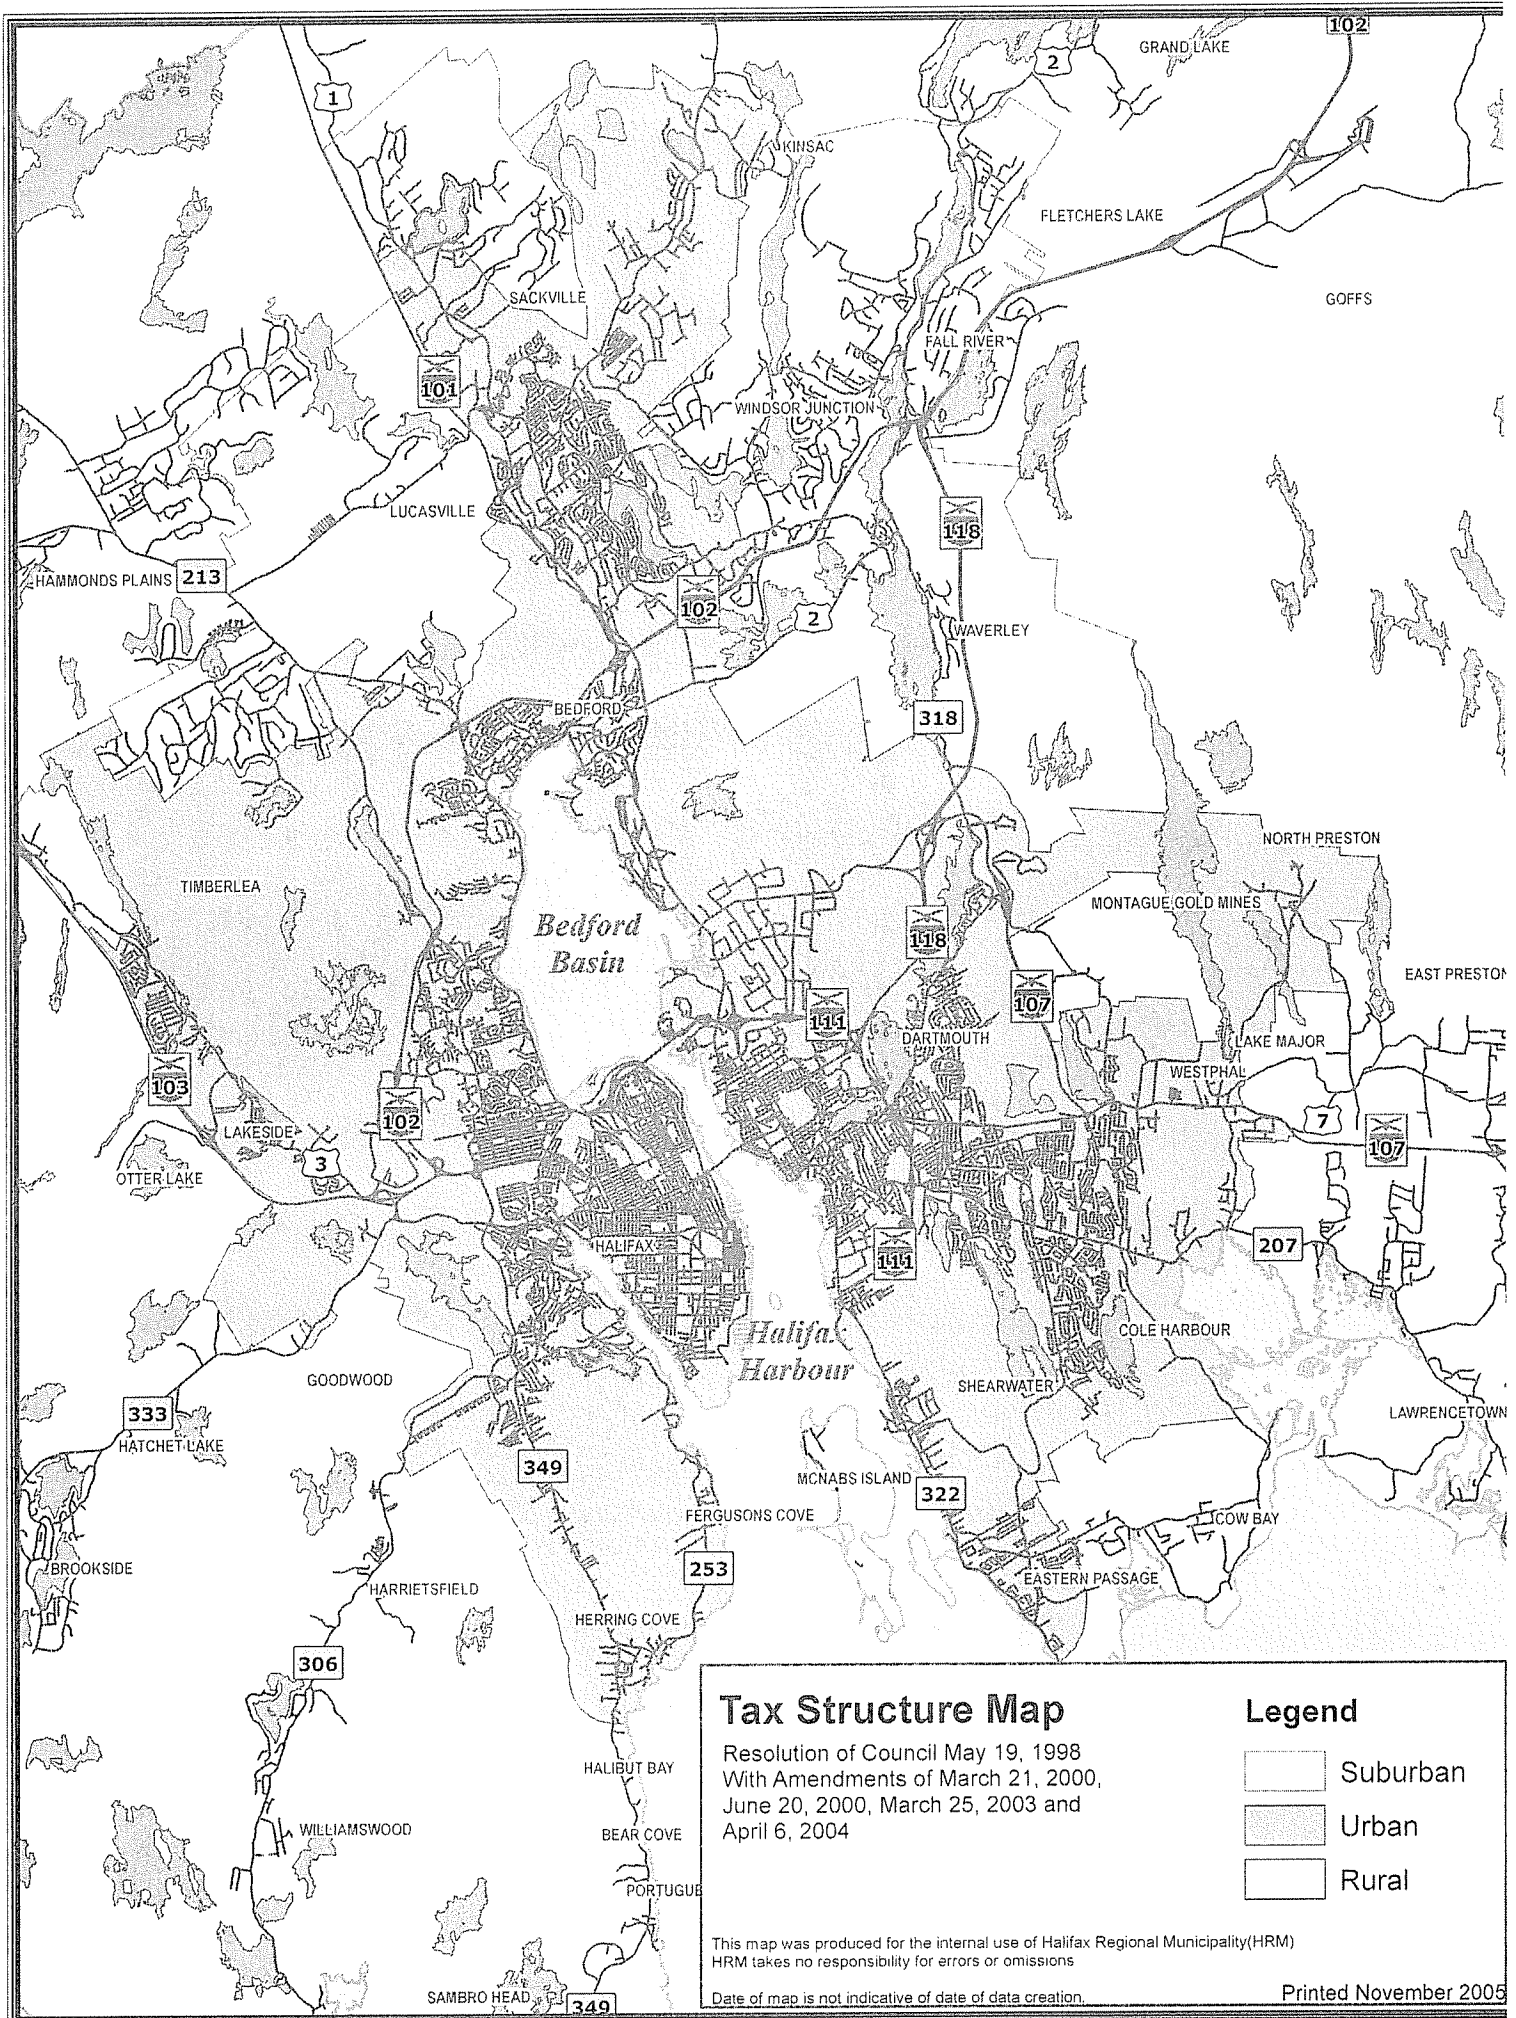 102
GRAND LAKE
2
1
KINSAC
FLETCHERS LAKE
SACKVILLE
GOFFS
FALL RIVER
101
WINDSOR JUNCTION
LUCASVILLE
118
HAMMONDS PLAINS
213
102
2
WAVERLEY
BEDFORD
318
NORTH PRESTON
TIMBERLEA
MONTAGUE GOLD MINES
Bedford
Basin
118
EAST PRESTON
107
111
DARTMOUTH
LAKE MAJOR
WESTPHAL
103
102
LAKESIDE
7
107
3
OTTER LAKE
HALIFAX
207
111
Halifax
Harbour
COLE HARBOUR
GOODWOOD
SHEARWATER
333
LAWRENCETOWN
HATCHET LAKE
349
MCNABS ISLAND
322
FERGUSONS COVE
COW BAY
BROOKSIDE
253
EASTERN PASSAGE
HARRIETSFIELD
HERRING COVE
306
HALIBUT BAY
WILLIAMSWOOD
BEAR COVE
PORTUGUE
SAMBRO HEAD
349
Tax Structure Map
Resolution of Council May 19, 1998
With Amendments of March 21, 2000,
June 20, 2000, March 25, 2003 and
April 6, 2004
Legend
Suburban
Urban
Rural
This map was produced for the internal use of Halifax Regional Municipality(HRM)
HRM takes no responsibility for errors or omissions
Date of map is not indicative of date of data creation.
Printed November 2005